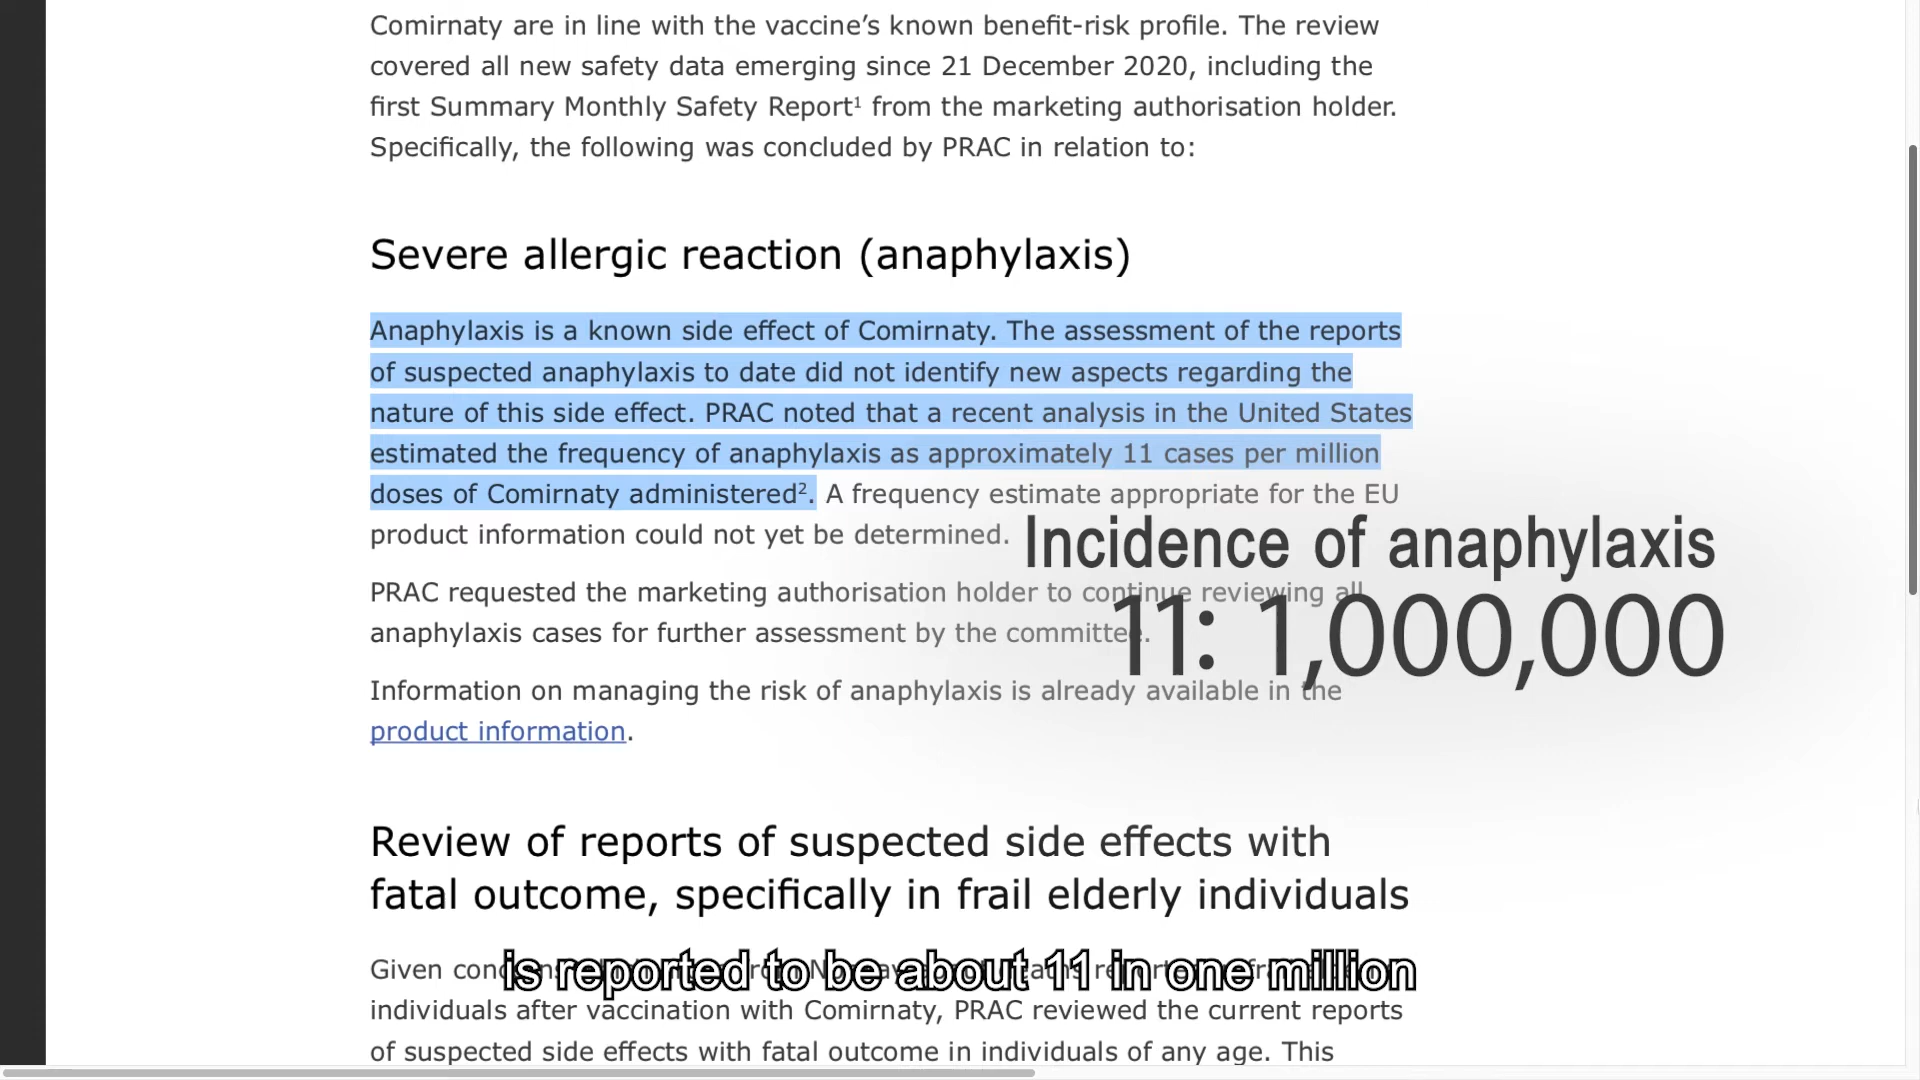 Comirnaty are in line with the vaccine’s known benefit-risk profile. The review
covered all new safety data emerging since 21 December 2020, including the
first Summary Monthly Safety Report¹ from the marketing authorisation holder.
Specifically, the following was concluded by PRAC in relation to:
Severe allergic reaction (anaphylaxis)
Anaphylaxis is a known side effect of Comirnaty. The assessment of the reports
of suspected anaphylaxis to date did not identify new aspects regarding the
nature of this side effect. PRAC noted that a recent analysis in the United States
estimated the frequency of anaphylaxis as approximately 11 cases per million
doses of Comirnaty administered². A frequency estimate appropriate for the EU
product information could not yet be determined.
Incidence of anaphylaxis
PRAC requested the marketing authorisation holder to continue reviewing all
11: 1,000,000
anaphylaxis cases for further assessment by the committee.
Information on managing the risk of anaphylaxis is already available in the
product information.
Review of reports of suspected side effects with
fatal outcome, specifically in frail elderly individuals
Given
is reported to be about 11 in one million
individuals after vaccination with Comirnaty, PRAC reviewed the current reports
of suspected side effects with fatal outcome in individuals of any age. This